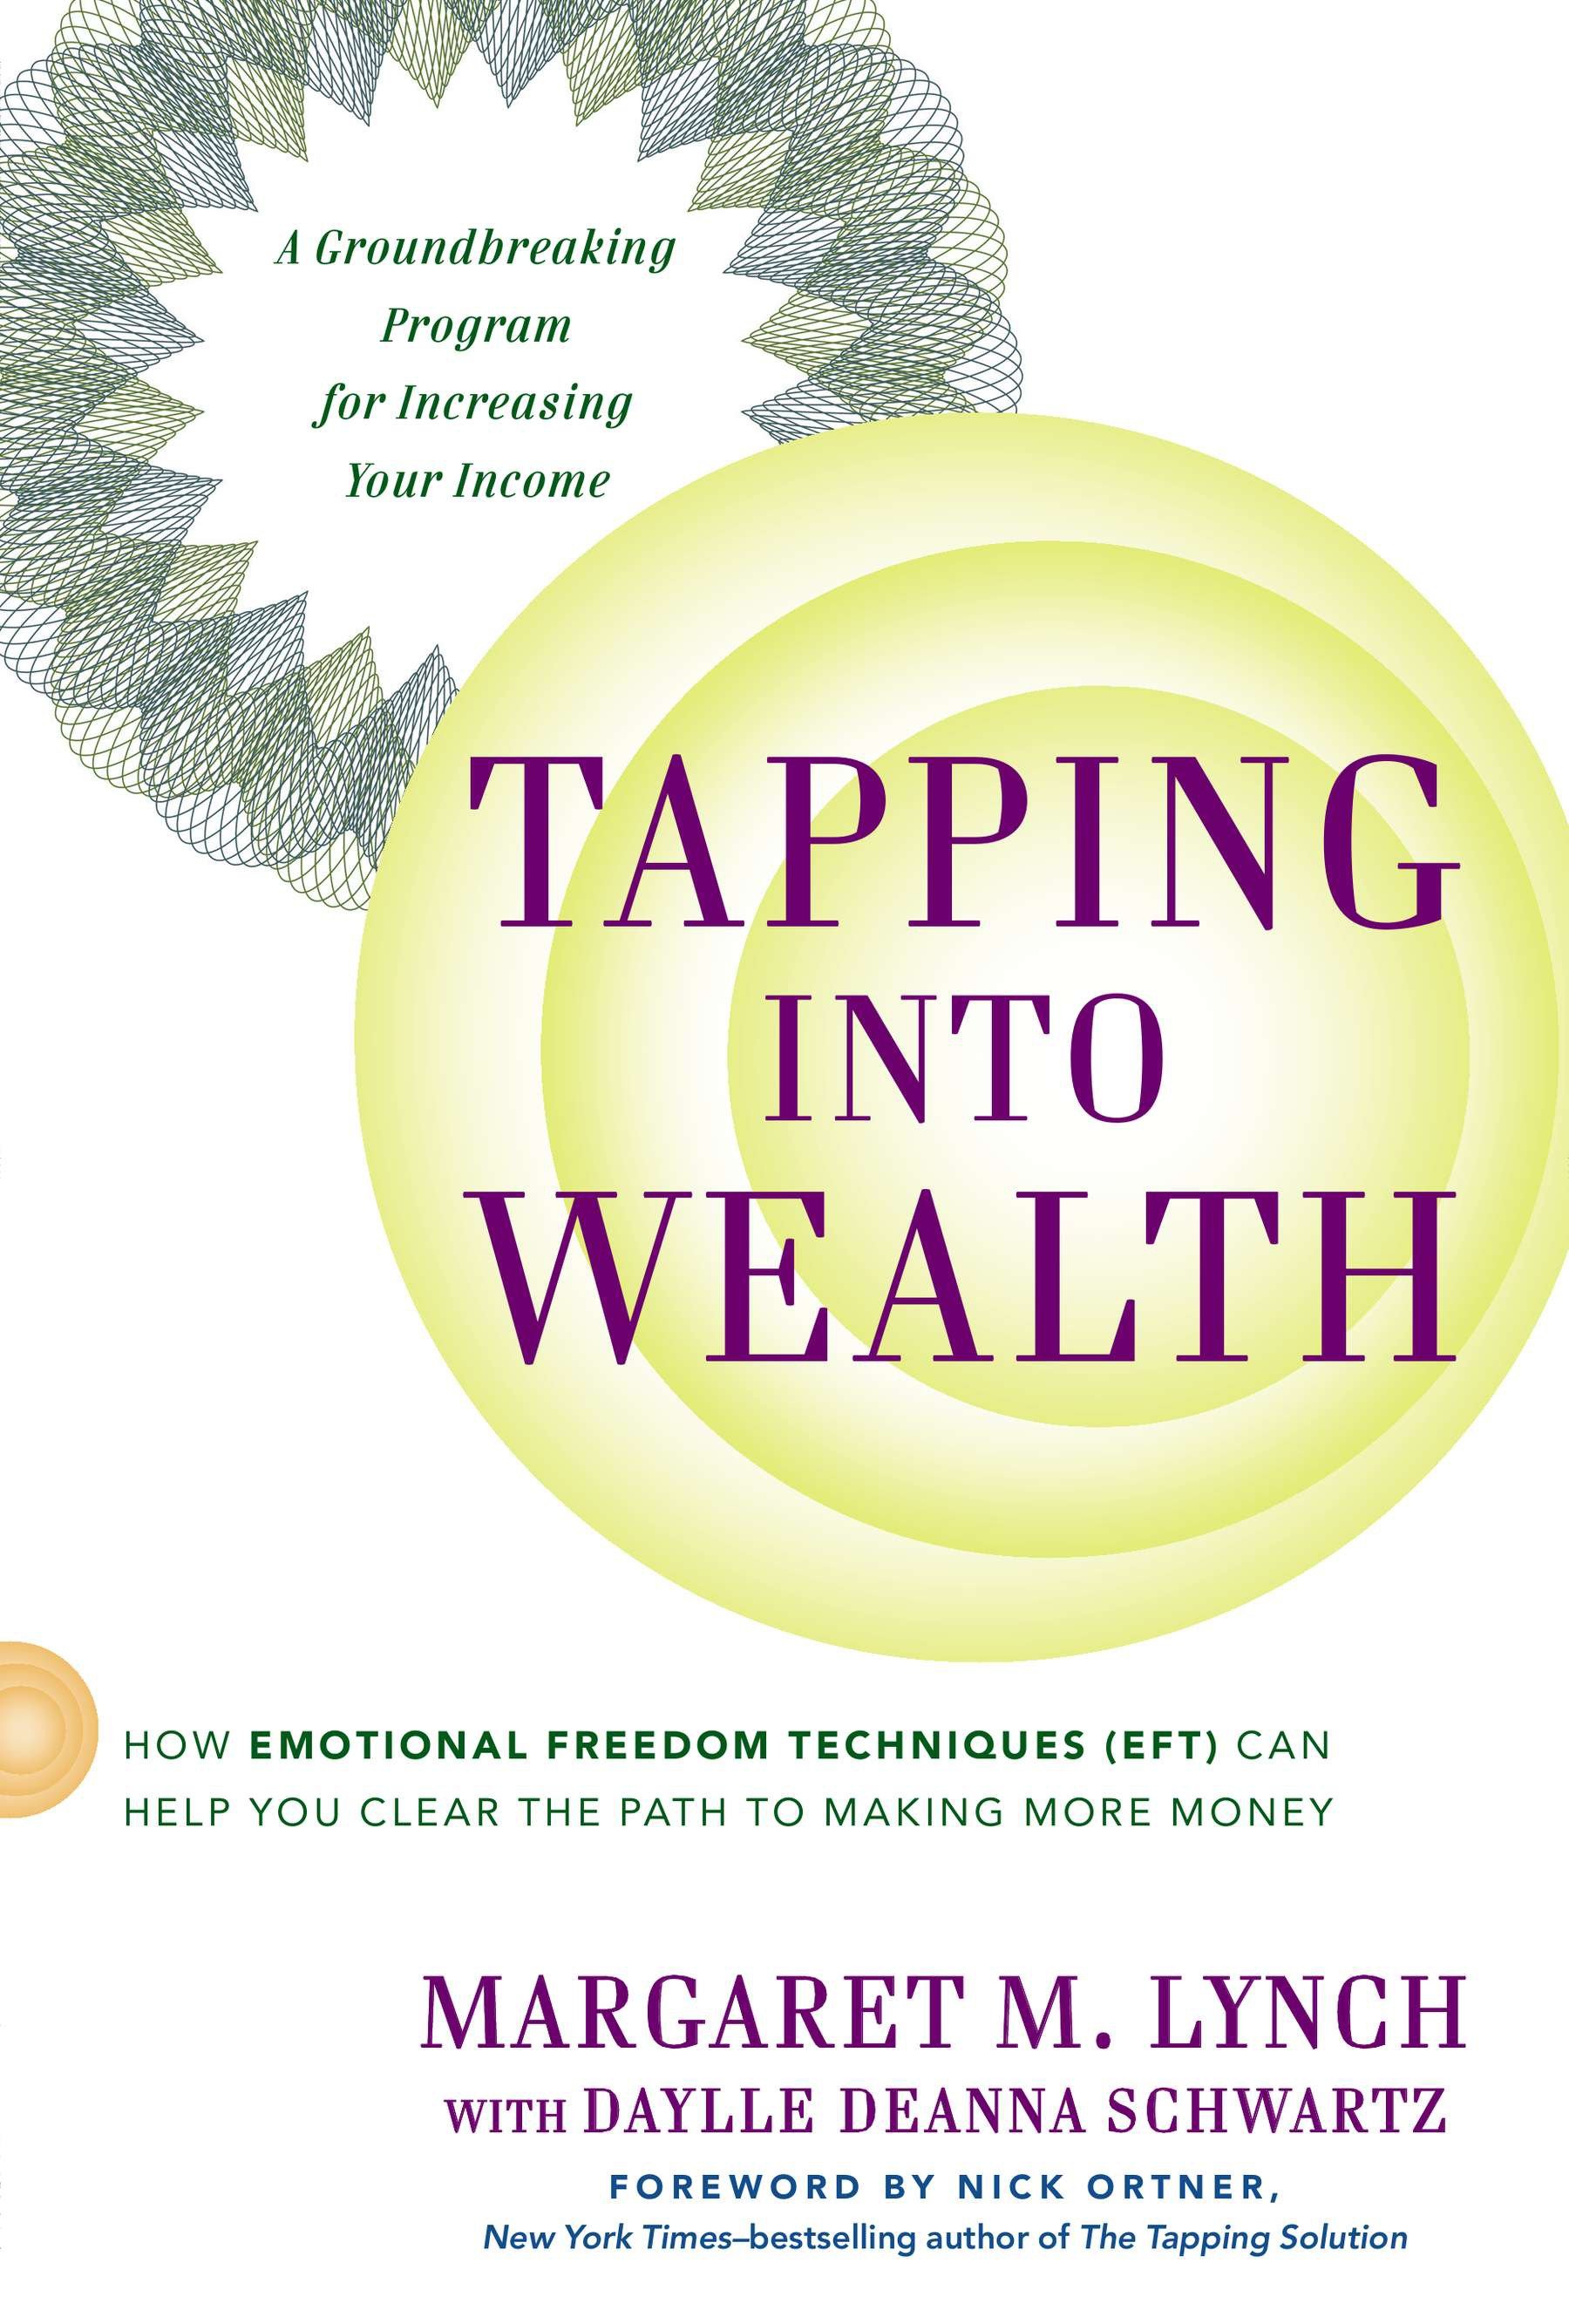 A Groundbreaking
Program
for Increasing
Your Income
TAPPING
INTO
WEALTH
HOW EMOTIONAL FREEDOM TECHNIQUES (EFT) CAN
HELP YOU CLEAR THE PATH TO MAKING MORE MONEY
MARGARET M. LYNCH
WITH DAYLLE DEANNA SCHWARTZ
FOREWORD BY NICK ORTNER,
New York Times–bestselling author of The Tapping Solution